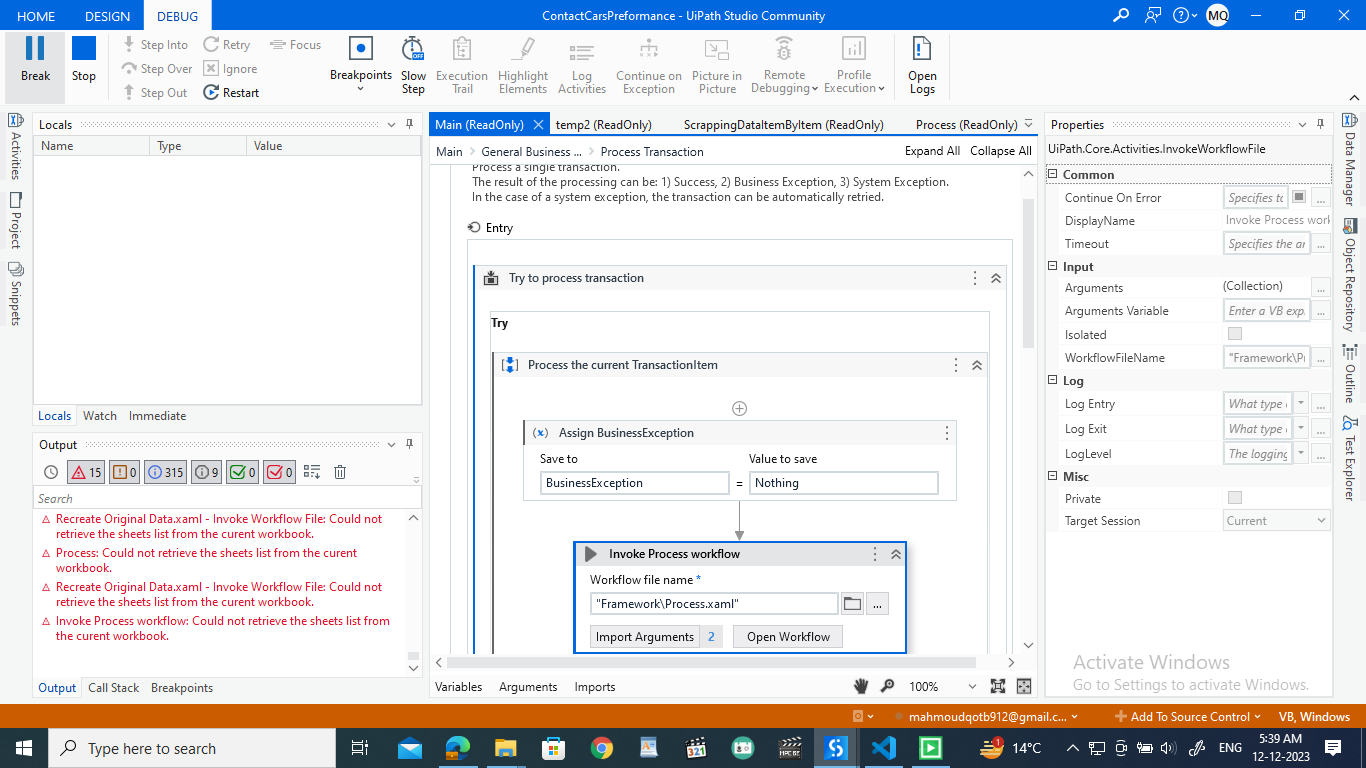 HOME
DESIGN
DEBUG
ContactCarsPreformance - UiPath Studio Community
MQ
Break
Stop
Step Into
Step Over
Step Out
Retry
Ignore
Restart
Focus
Breakpoints
Slow
Step
Execution
Trail
Highlight
Elements
Log
Activities
Continue on
Exception
Picture in
Picture
Remote
Debugging
Profile
Execution
Open
Logs
Activities
Project
Snippets
Locals
Name
Type
Value
Locals
Watch
Immediate
Output
15
0
315
9
0
0
Search
Recreate Original Data.xaml - Invoke Workflow File: Could not
retrieve the sheets list from the curent workbook.
Process: Could not retrieve the sheets list from the curent
workbook.
Recreate Original Data.xaml - Invoke Workflow File: Could not
retrieve the sheets list from the curent workbook.
Invoke Process workflow: Could not retrieve the sheets list from
the curent workbook.
Output
Call Stack
Breakpoints
Main (ReadOnly)
temp2 (ReadOnly)
ScrappingDataItemByItem (ReadOnly)
Process (ReadOnly)
Main
General Business ...
Process Transaction
Expand All
Collapse All
Process a single transaction.
The result of the processing can be: 1) Success, 2) Business Exception, 3) System Exception.
In the case of a system exception, the transaction can be automatically retried.
Entry
Try to process transaction
Try
Process the current TransactionItem
(x) Assign BusinessException
Save to
Value to save
BusinessException
=
Nothing
Invoke Process workflow
Workflow file name *
"Framework\Process.xaml"
...
Import Arguments
2
Open Workflow
Variables
Arguments
Imports
100%
Properties
UiPath.Core.Activities.InvokeWorkflowFile
Common
Continue On Error
Specifies to
...
DisplayName
Invoke Process work
Timeout
Specifies the ar
...
Input
Arguments
(Collection)
...
Arguments Variable
Enter a VB exp.
...
Isolated
WorkflowFileName
"Framework\Pr
...
Log
Log Entry
What type
...
Log Exit
What type
...
LogLevel
The logging
...
Misc
Private
Target Session
Current
Activate Windows
Go to Settings to activate Windows.
Data Manager
Object Repository
Outline
Test Explorer
mahmoudqotb912@gmail.c...
Add To Source Control
VB, Windows
Type here to search
321
MPC BE
1
14°C
ENG
5:39 AM
12-12-2023